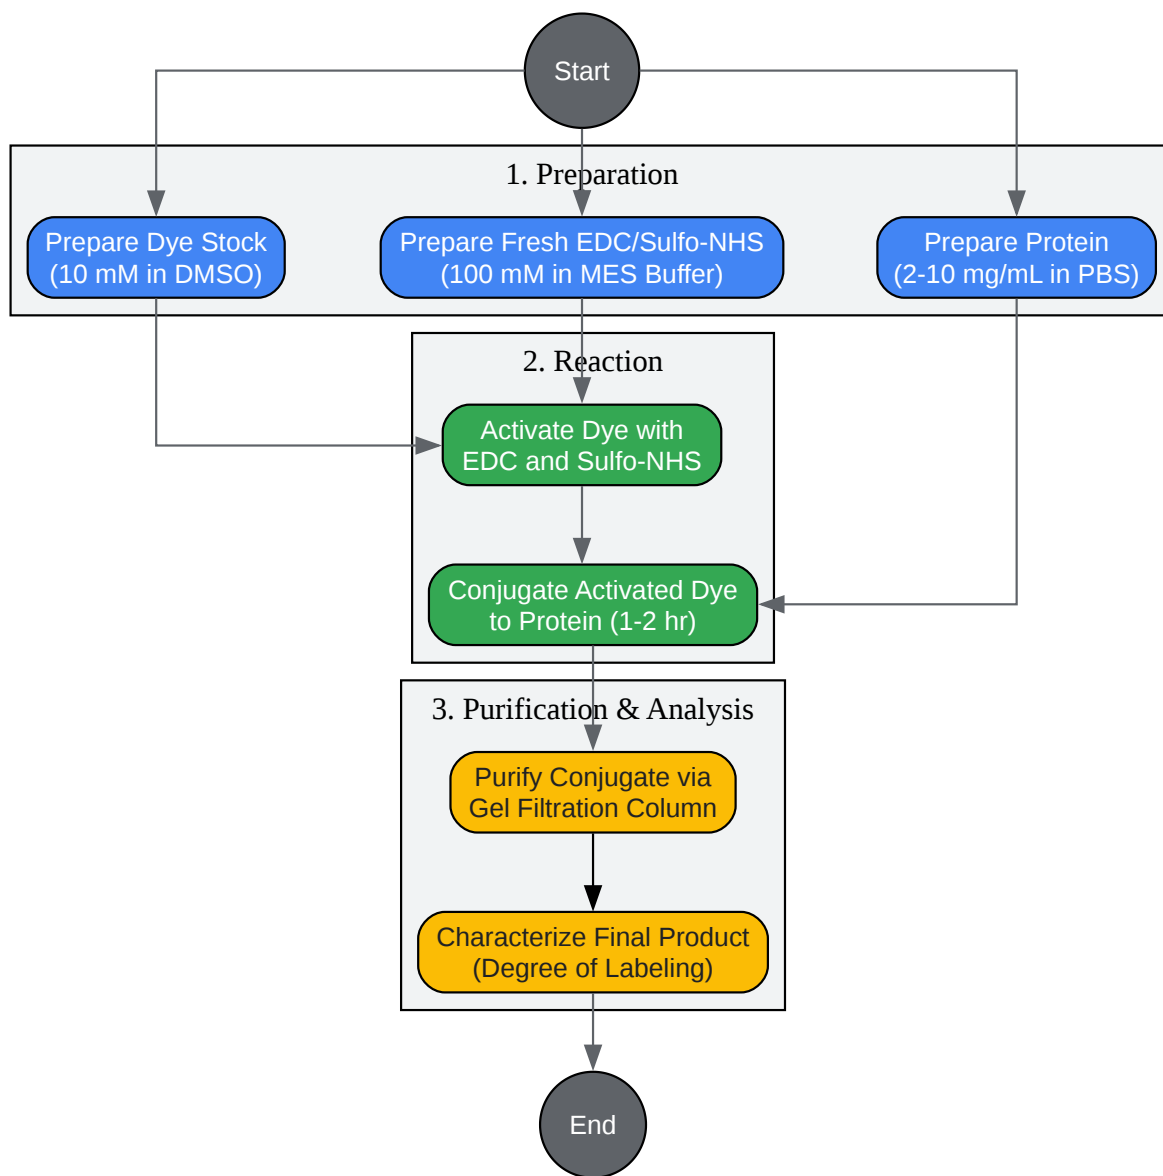 Start
1. Preparation
Prepare Dye Stock
(10 mM in DMSO)
Prepare Fresh EDC/Sulfo-NHS
(100 mM in MES Buffer)
Prepare Protein
(2-10 mg/mL in PBS)
2. Reaction
Activate Dye with
EDC and Sulfo-NHS
Conjugate Activated Dye
to Protein (1-2 hr)
3. Purification & Analysis
Purify Conjugate via
Gel Filtration Column
Characterize Final Product
(Degree of Labeling)
End